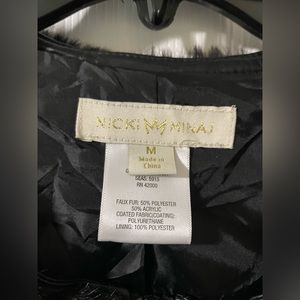 NICKI MINAJ
M
Made in
China
SEAS: 5915
RN 42000
FAUX FUR: 50% POLYESTER
50% ACRYLIC
COATED FABRIC(COATING):
POLYURETHANE
LINING: 100% POLYESTER